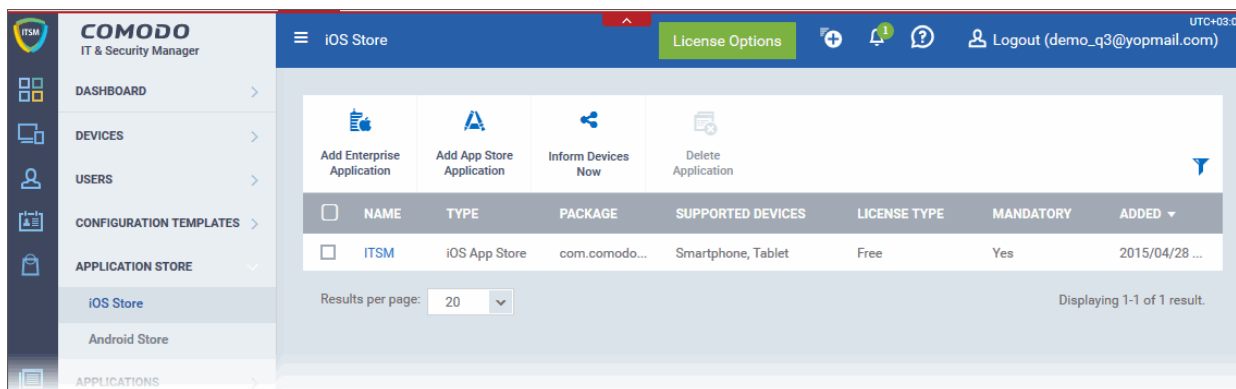 ITSM
COMODO
IT & Security Manager
iOS Store
License Options
1
UTC+03:0
Logout (demo_q3@yopmail.com)
DASHBOARD
DEVICES
USERS
CONFIGURATION TEMPLATES
APPLICATION STORE
iOS Store
Android Store
APPLICATIONS
Add Enterprise
Application
Add App Store
Application
Inform Devices
Now
Delete
Application
NAME TYPE PACKAGE SUPPORTED DEVICES LICENSE TYPE MANDATORY ADDED
ITSM iOS App Store com.comodo... Smartphone, Tablet Free Yes 2015/04/28 ...
Results per page: 20
Displaying 1-1 of 1 result.